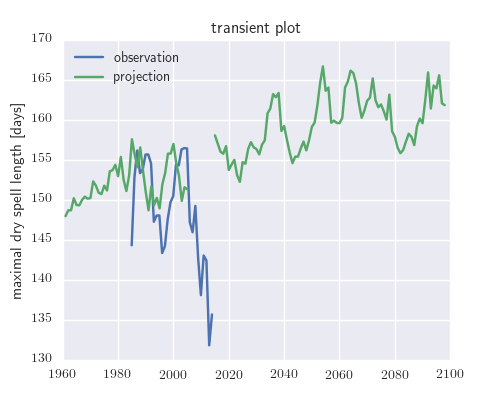 transient plot
observation
projection
maximal dry spell length [days]
170
165
160
155
150
145
140
135
130
1960 1980 2000 2020 2040 2060 2080 2100